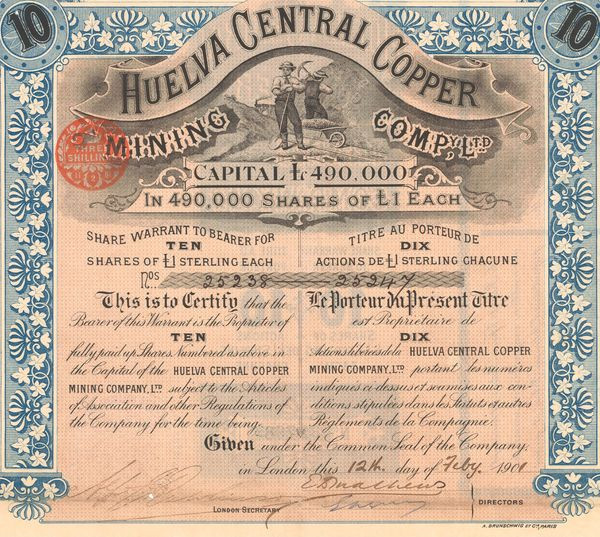 10 10
HUELVA CENTRAL COPPER
MINING COMPY, LTD
THREE SHILLINGS
CAPITAL £490,000
IN 490,000 SHARES OF £1 EACH
SHARE WARRANT TO BEARER FOR
TEN
SHARES OF £1 STERLING EACH
TITRE AU PORTEUR DE
DIX
ACTIONS DE £1 STERLING CHACUNE
Nos 25238 25247
This is to Certify that the
Bearer of this Warrant is the Proprietor of
TEN
fully paid up Shares Numbered as above in
the Capital of the HUELVA CENTRAL COPPER
MINING COMPANY, LTD subject to the Articles
of Association and other Regulations of
the Company for the time being.
Le Porteur du Présent Titre
est Propriétaire de
DIX
Actions libérées de la HUELVA CENTRAL COPPER
MINING COMPANY, LTD portant les numéros
indiqués ci-dessus et soumises aux con-
ditions stipulées dans les Statuts et autres
Règlements de la Compagnie.
Given under the Common Seal of the Company,
in London this 12th day of Feby. 1901
LONDON SECRETARY
DIRECTORS
A. BRUNSCHWIG ET CIE, PARIS